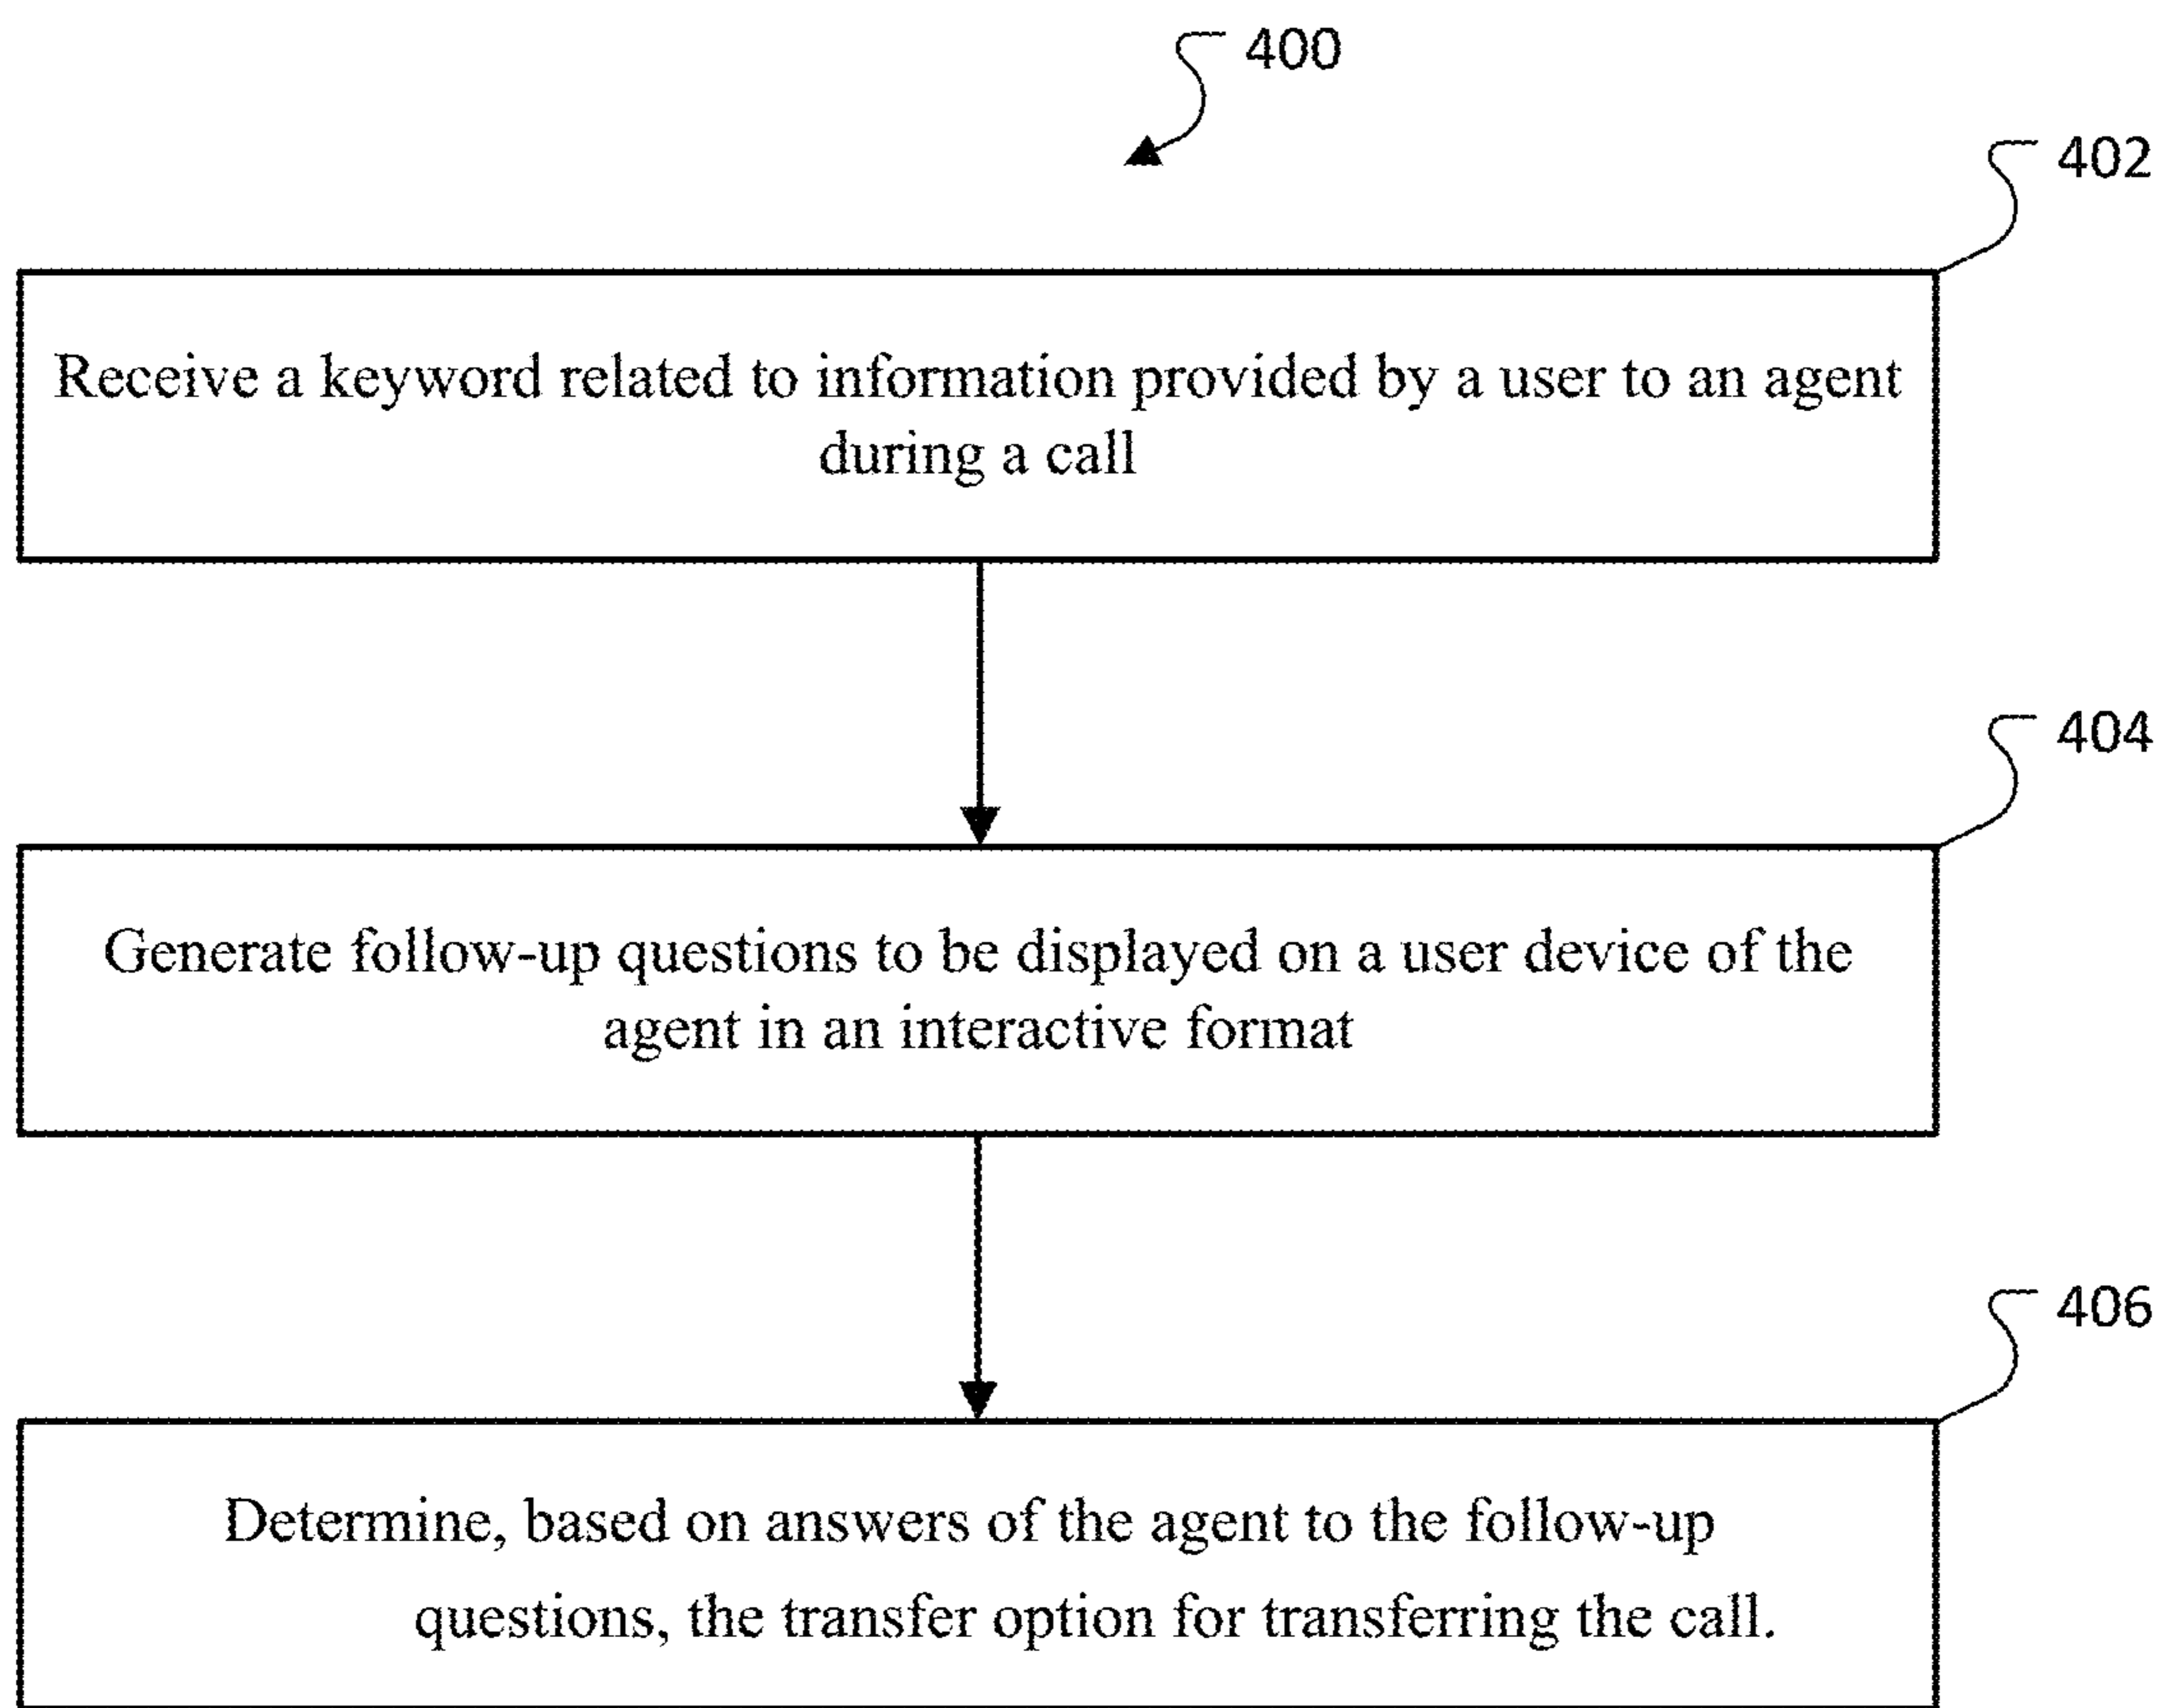 400
402
Receive a keyword related to information provided by a user to an agent
during a call
404
Generate follow-up questions to be displayed on a user device of the
agent in an interactive format
406
Determine, based on answers of the agent to the follow-up
questions, the transfer option for transferring the call.